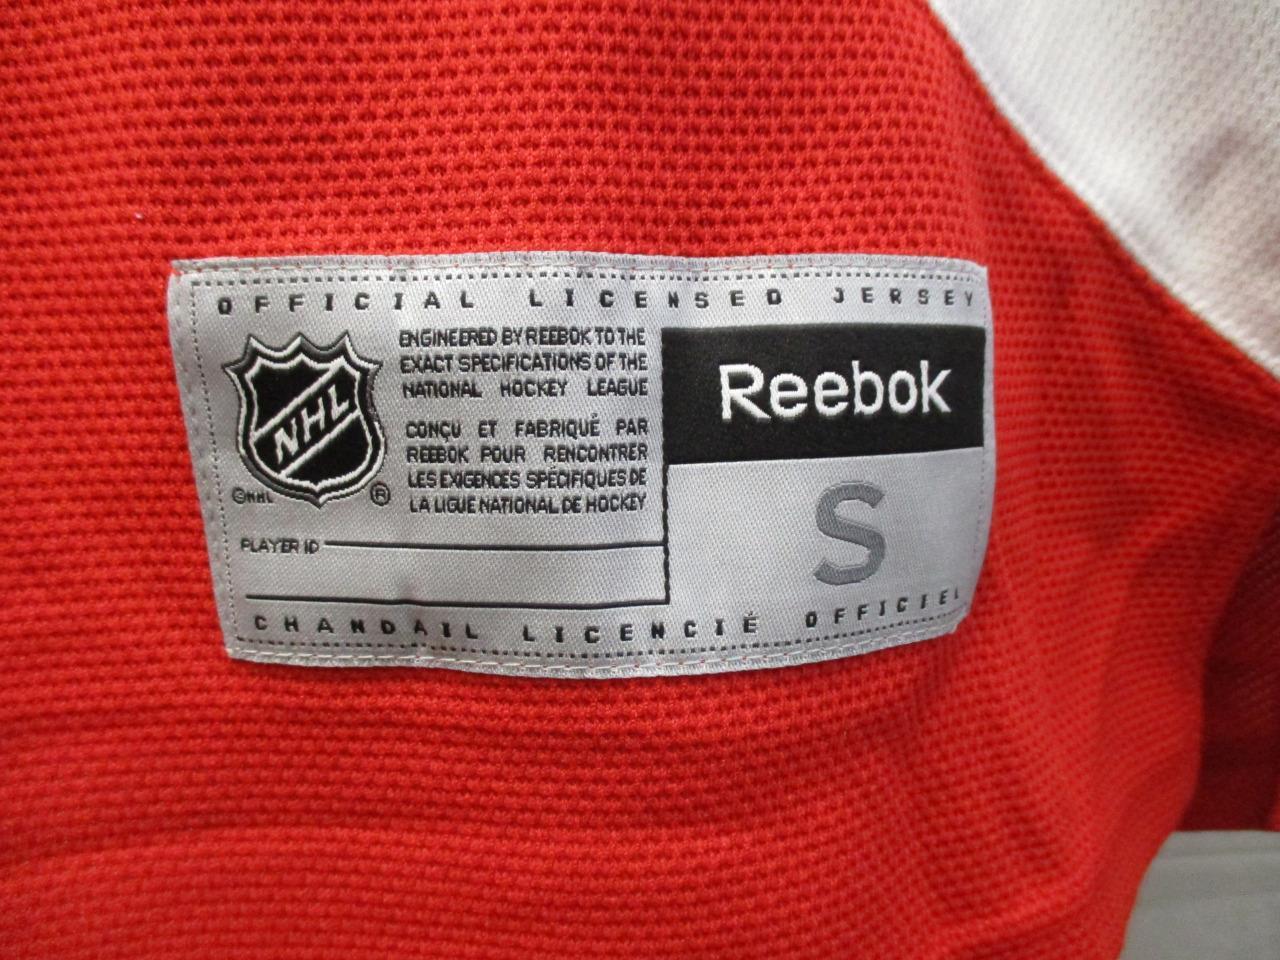 OFFICIAL LICENSED JERSEY
NHL
©NHL ®
ENGINEERED BY REEBOK TO THE
EXACT SPECIFICATIONS OF THE
NATIONAL HOCKEY LEAGUE
CONÇU ET FABRIQUÉ PAR
REEBOK POUR RENCONTRER
LES EXIGENCES SPÉCIFIQUES DE
LA LIGUE NATIONAL DE HOCKEY
Reebok
S
PLAYER ID
CHANDAIL LICENCIÉ OFFICIEL